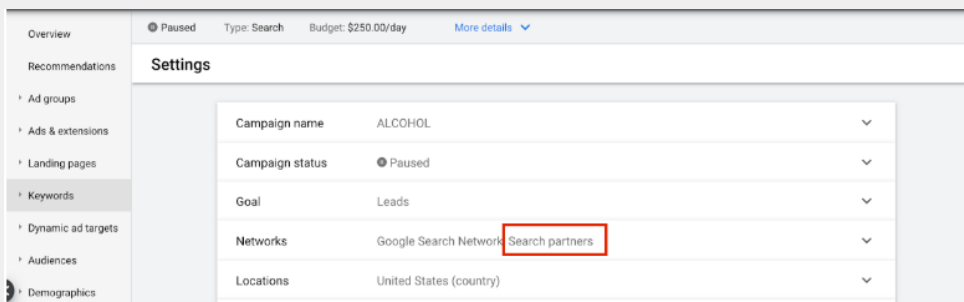 Overview
Recommendations
Ad groups
Ads & extensions
Landing pages
Keywords
Dynamic ad targets
Audiences
Demographics
Paused Type: Search Budget: $250.00/day More details
Settings
Campaign name ALCOHOL
Campaign status Paused
Goal Leads
Networks Google Search Network Search partners
Locations United States (country)